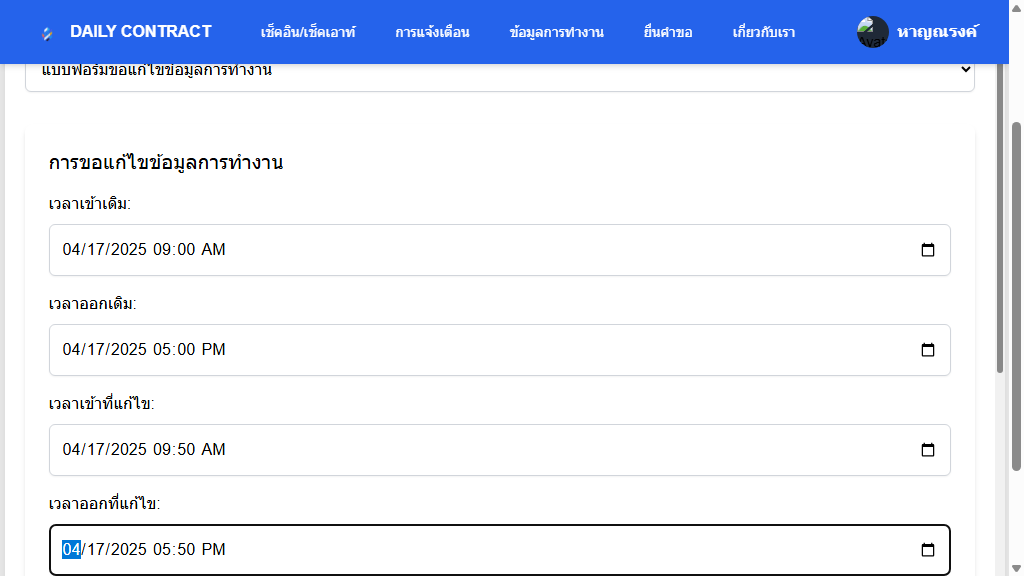 DAILY CONTRACT เช็คอิน/เช็คเอาท์ การแจ้งเตือน ข้อมูลการทำงาน ยื่นคำขอ เกี่ยวกับเรา หาญณรงค์
แบบฟอร์มขอแก้ไขข้อมูลการทำงาน
การขอแก้ไขข้อมูลการทำงาน
เวลาเข้าเดิม:
04/17/2025 09:00 AM
เวลาออกเดิม:
04/17/2025 05:00 PM
เวลาเข้าที่แก้ไข:
04/17/2025 09:50 AM
เวลาออกที่แก้ไข:
04/17/2025 05:50 PM